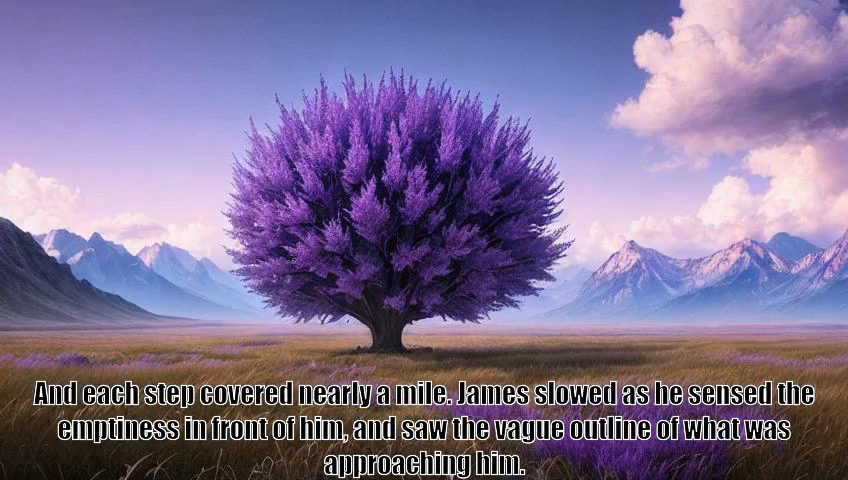 And each step covered nearly a mile. James slowed as he sensed the
emptiness in front of him, and saw the vague outline of what was
approaching him.